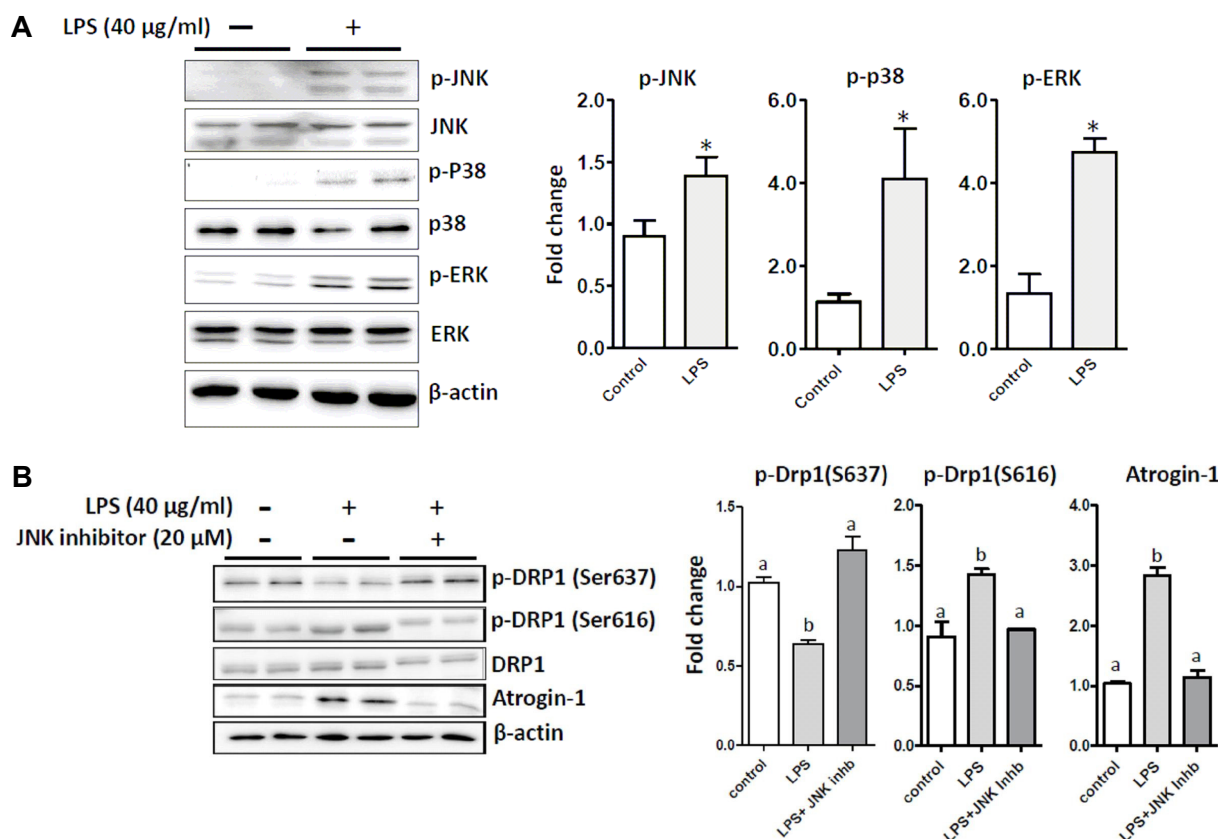 A
LPS (40 µg/ml) − +
p-JNK
JNK
p-P38
p38
p-ERK
ERK
β-actin
p-JNK p-p38 p-ERK
Fold change
2.0
1.5
1.0
0.5
0.0
Control LPS
*
6.0
4.0
2.0
0.0
Control LPS
*
6.0
4.0
2.0
0.0
control LPS
*
B
LPS (40 µg/ml) - + +
JNK inhibitor (20 µM) - - +
p-DRP1 (Ser637)
p-DRP1 (Ser616)
DRP1
Atrogin-1
β-actin
p-Drp1(S637) p-Drp1(S616) Atrogin-1
Fold change
1.5
1.0
0.5
0.0
a b a
control LPS LPS+ JNK inhb
2.0
1.5
1.0
0.5
0.0
a b a
control LPS LPS+JNK Inhb
4.0
3.0
2.0
1.0
0.0
a b a
control LPS LPS+JNK Inhb